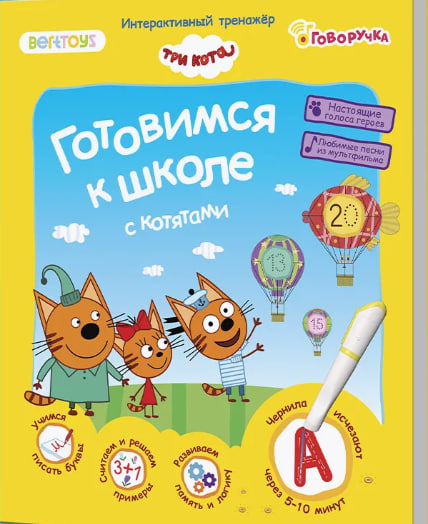 Интерактивный тренажёр
BertToys
три кота
Говоручка
Готовимся
к школе
с котятами
Настоящие
голоса героев
Любимые песни
из мультфильма
20
13
15
Учимся
писать буквы
Считаем и решаем
примеры
3+7
Развиваем
память и логику
Чернила исчезают
через 5-10 минут
А